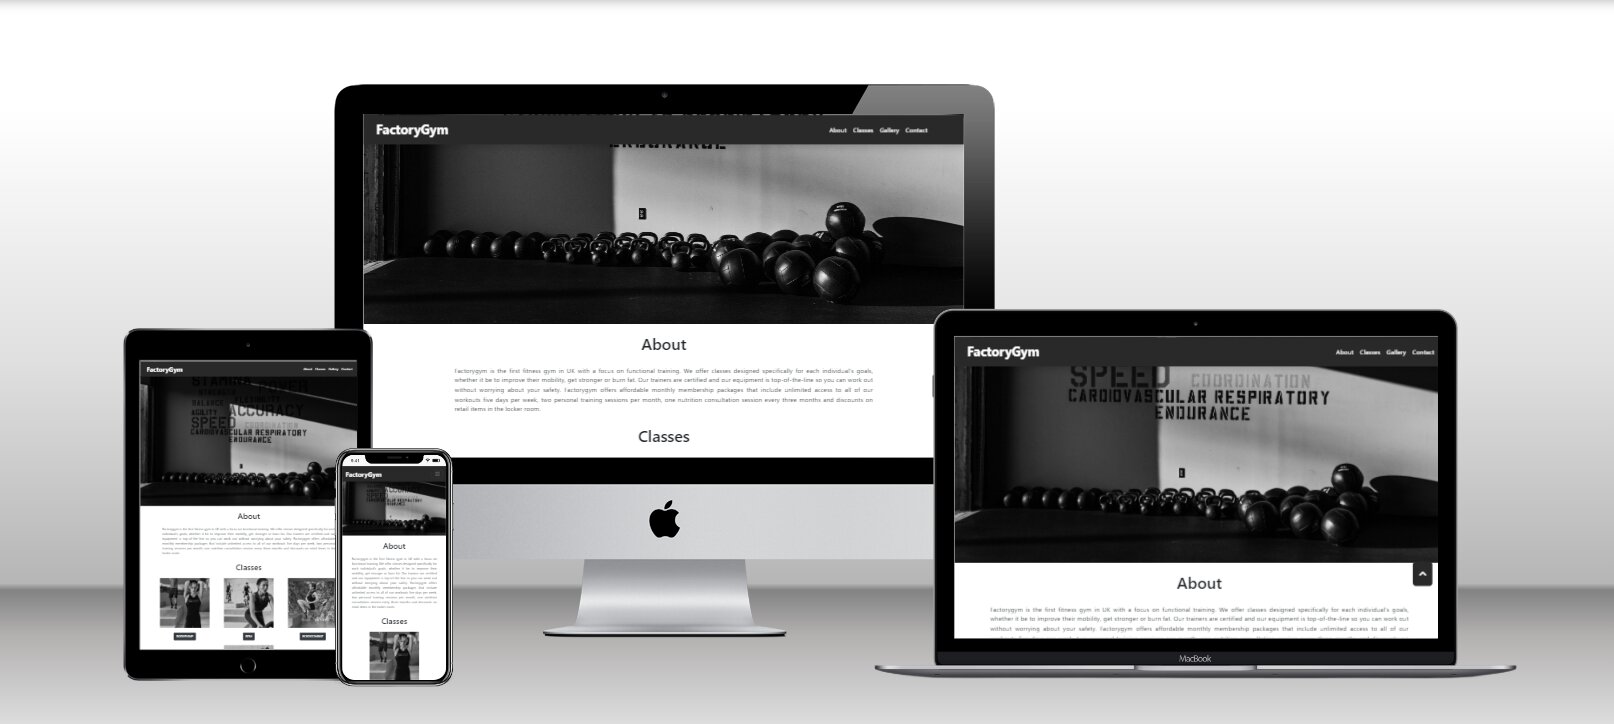 FactoryGym
About Classes Gallery Contact
ENDURANCE
About
Factorygym is the first fitness gym in UK with a focus on functional training. We offer classes designed specifically for each individual's goals,
whether it be to improve their mobility, get stronger or burn fat. Our trainers are certified and our equipment is top-of-the-line so you can work out
without worrying about your safety. Factorygym offers affordable monthly membership packages that include unlimited access to all of our
workouts five days per week, two personal training sessions per month, one nutrition consultation session every three months and discounts on
retail items in the locker room.
Classes
FactoryGym
About Classes Gallery Contact
STAMINA POWER
STRENGTH
BALANCE FLEXIBILITY
AGILITY ACCURACY
SPEED COORDINATION
CARDIOVASCULAR RESPIRATORY
ENDURANCE
About
Classes
9:41
FactoryGym
SPEED
CARDIOVASCULAR RESPIRATORY
ENDURANCE
About
Classes
FactoryGym
About Classes Gallery Contact
SPEED COORDINATION
CARDIOVASCULAR RESPIRATORY
ENDURANCE
About
Factorygym is the first fitness gym in UK with a focus on functional training. We offer classes designed specifically for each individual's goals,
whether it be to improve their mobility, get stronger or burn fat. Our trainers are certified and our equipment is top-of-the-line so you can work out
without worrying about your safety. Factorygym offers affordable monthly membership packages that include unlimited access to all of our
MacBook